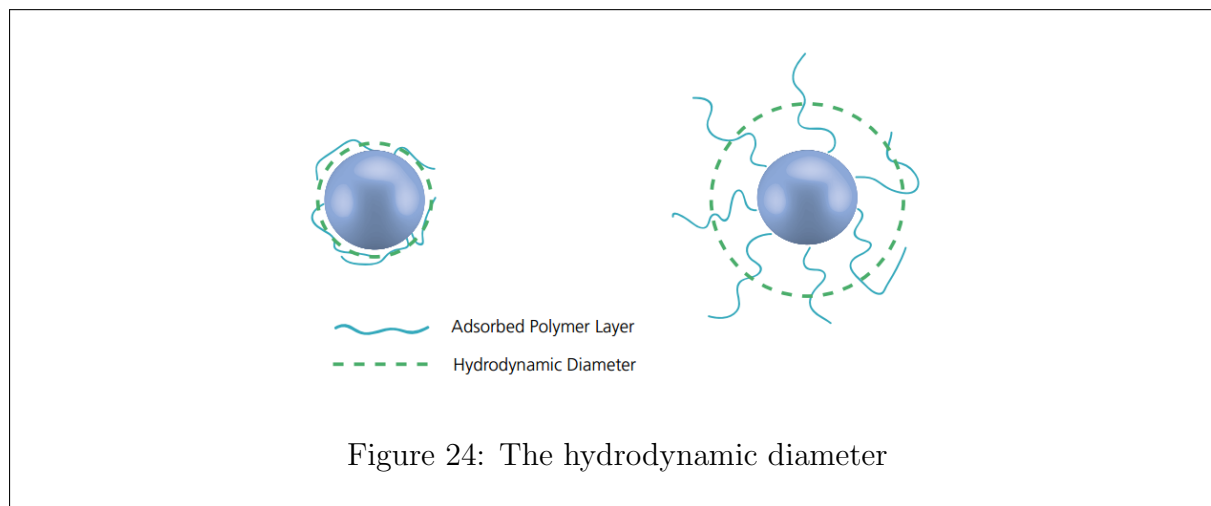 Adsorbed Polymer Layer
Hydrodynamic Diameter
Figure 24: The hydrodynamic diameter